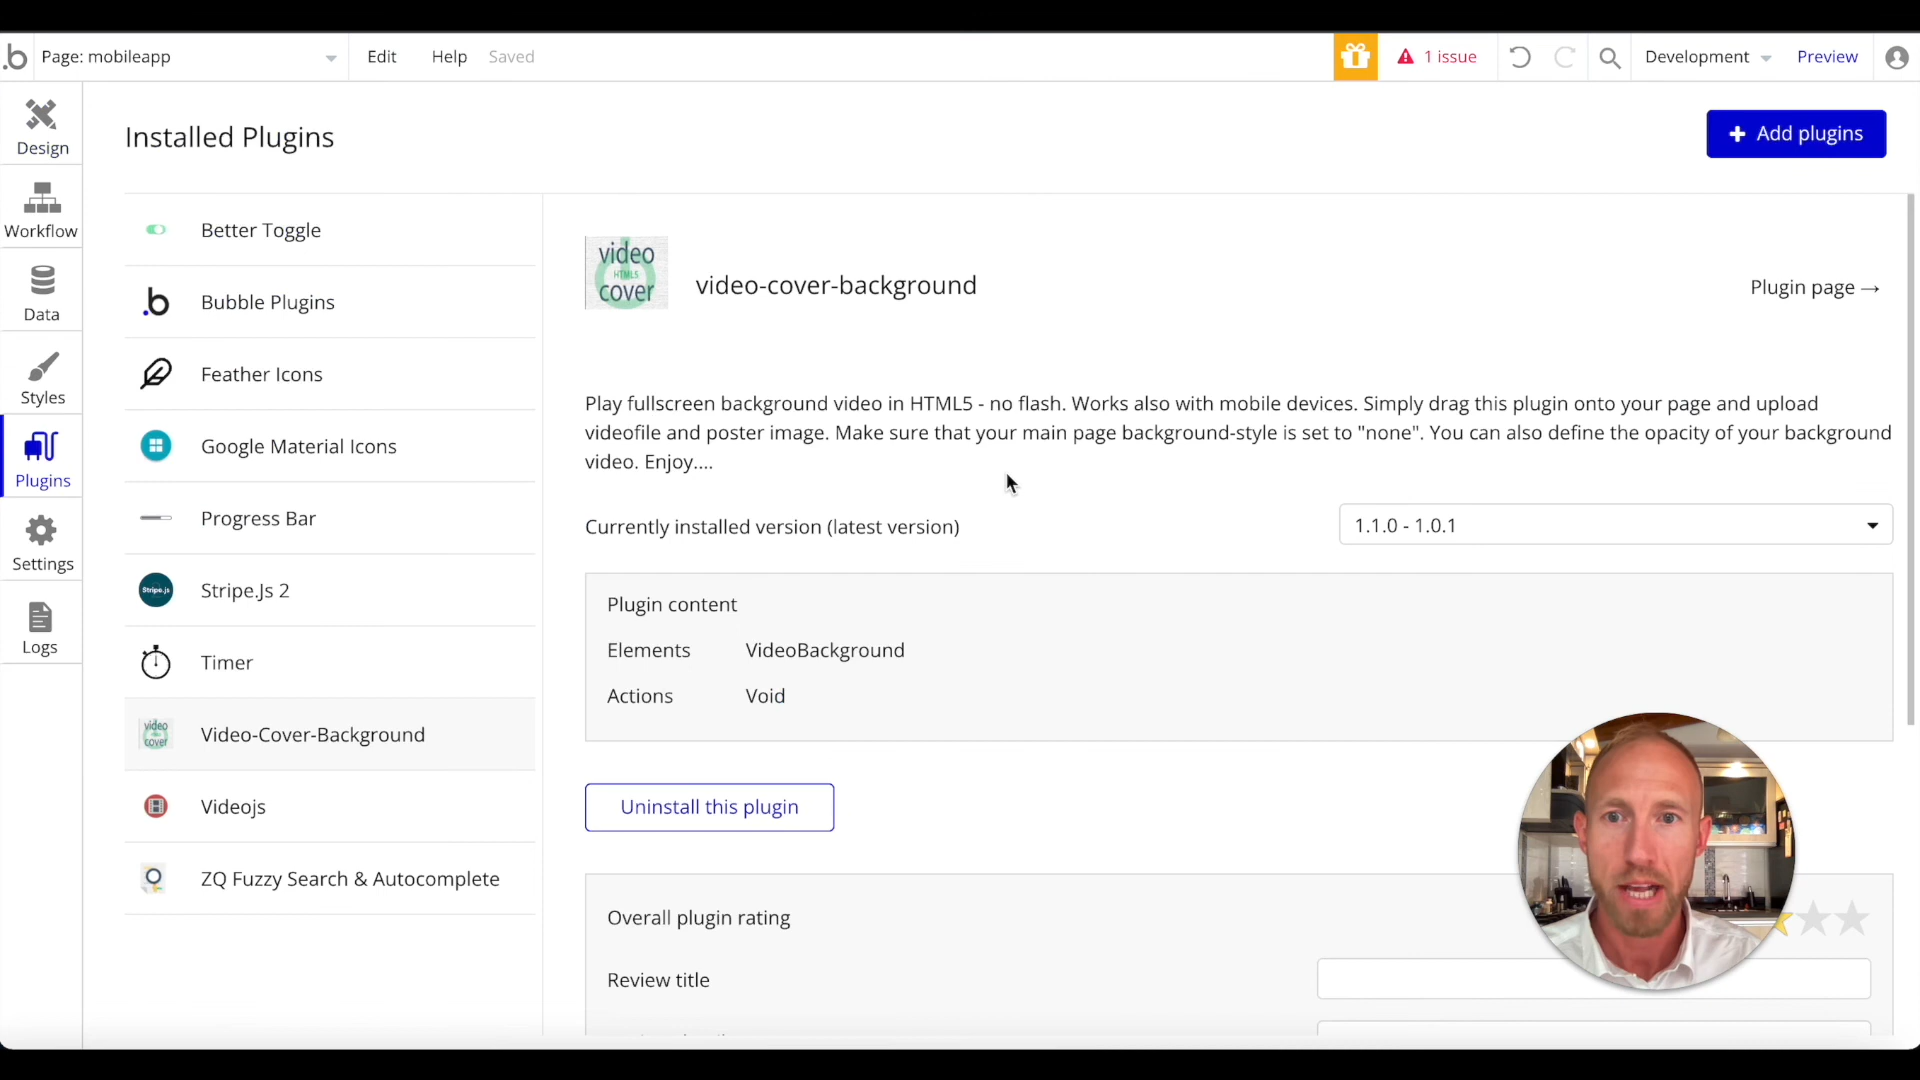 .b Page: mobileapp Edit Help Saved 1 issue Development Preview
Design
Workflow
Data
Styles
Plugins
Settings
Logs
Installed Plugins
+ Add plugins
Better Toggle
.b Bubble Plugins
Feather Icons
Google Material Icons
Progress Bar
Stripe.js Stripe.Js 2
Timer
video cover Video-Cover-Background
Videojs
ZQ Fuzzy Search & Autocomplete
video
HTML5
cover
video-cover-background
Plugin page →
Play fullscreen background video in HTML5 - no flash. Works also with mobile devices. Simply drag this plugin onto your page and upload
videofile and poster image. Make sure that your main page background-style is set to "none". You can also define the opacity of your background
video. Enjoy....
Currently installed version (latest version) 1.1.0 - 1.0.1
Plugin content
Elements VideoBackground
Actions Void
Uninstall this plugin
Overall plugin rating
Review title